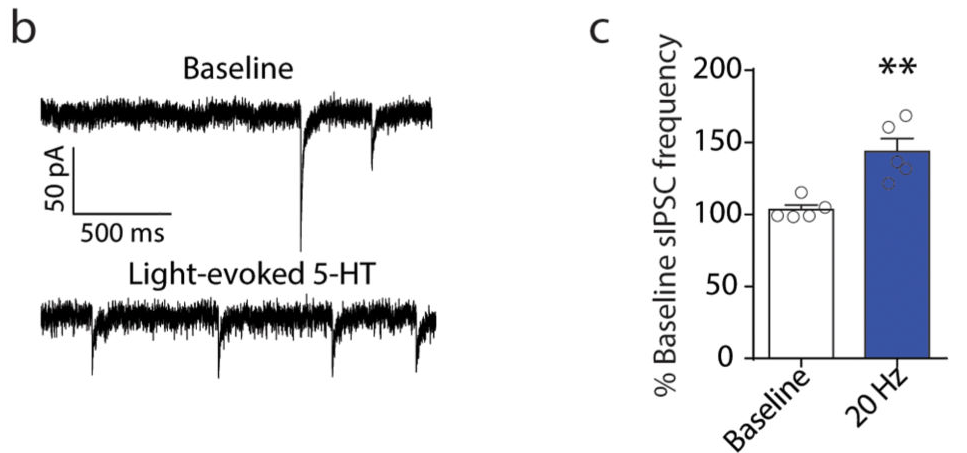 b
Baseline
50 pA
500 ms
Light-evoked 5-HT
c
% Baseline sIPSC frequency
200
**
150
100
50
0
Baseline
20 Hz